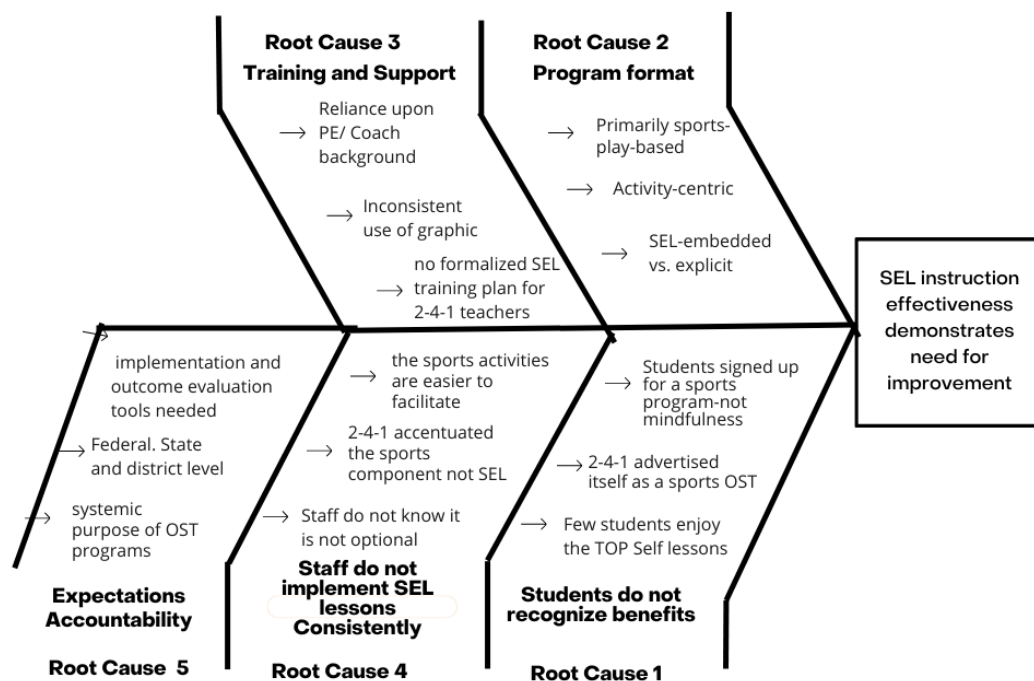 Root Cause 3
Training and Support
Reliance upon
PE/ Coach
background
Inconsistent
use of graphic
no formalized SEL
training plan for
2-4-1 teachers
Root Cause 2
Program format
Primarily sports-
play-based
Activity-centric
SEL-embedded
vs. explicit
SEL instruction
effectiveness
demonstrates
need for
improvement
implementation and
outcome evaluation
tools needed
Federal. State
and district level
systemic
purpose of OST
programs
Expectations
Accountability
Root Cause 5
the sports activities
are easier to
facilitate
2-4-1 accentuated
the sports
component not SEL
Staff do not know it
is not optional
Staff do not
implement SEL
lessons
Consistently
Root Cause 4
Students signed up
for a sports
program-not
mindfulness
2-4-1 advertised
itself as a sports OST
Few students enjoy
the TOP Self lessons
Students do not
recognize benefits
Root Cause 1